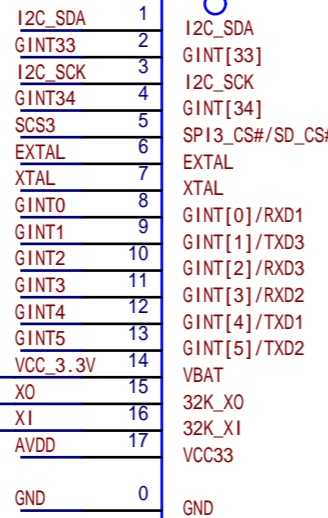 I2C_SDA 1 I2C_SDA
GINT33 2 GINT[33]
I2C_SCK 3 I2C_SCK
GINT34 4 GINT[34]
SCS3 5 SPI3_CS#/SD_CS#
EXTAL 6 EXTAL
XTAL 7 XTAL
GINT0 8 GINT[0]/RXD1
GINT1 9 GINT[1]/TXD3
GINT2 10 GINT[2]/RXD3
GINT3 11 GINT[3]/RXD2
GINT4 12 GINT[4]/TXD1
GINT5 13 GINT[5]/TXD2
VCC_3.3V 14 VBAT
XO 15 32K_XO
XI 16 32K_XI
AVDD 17 VCC33
GND 0 GND